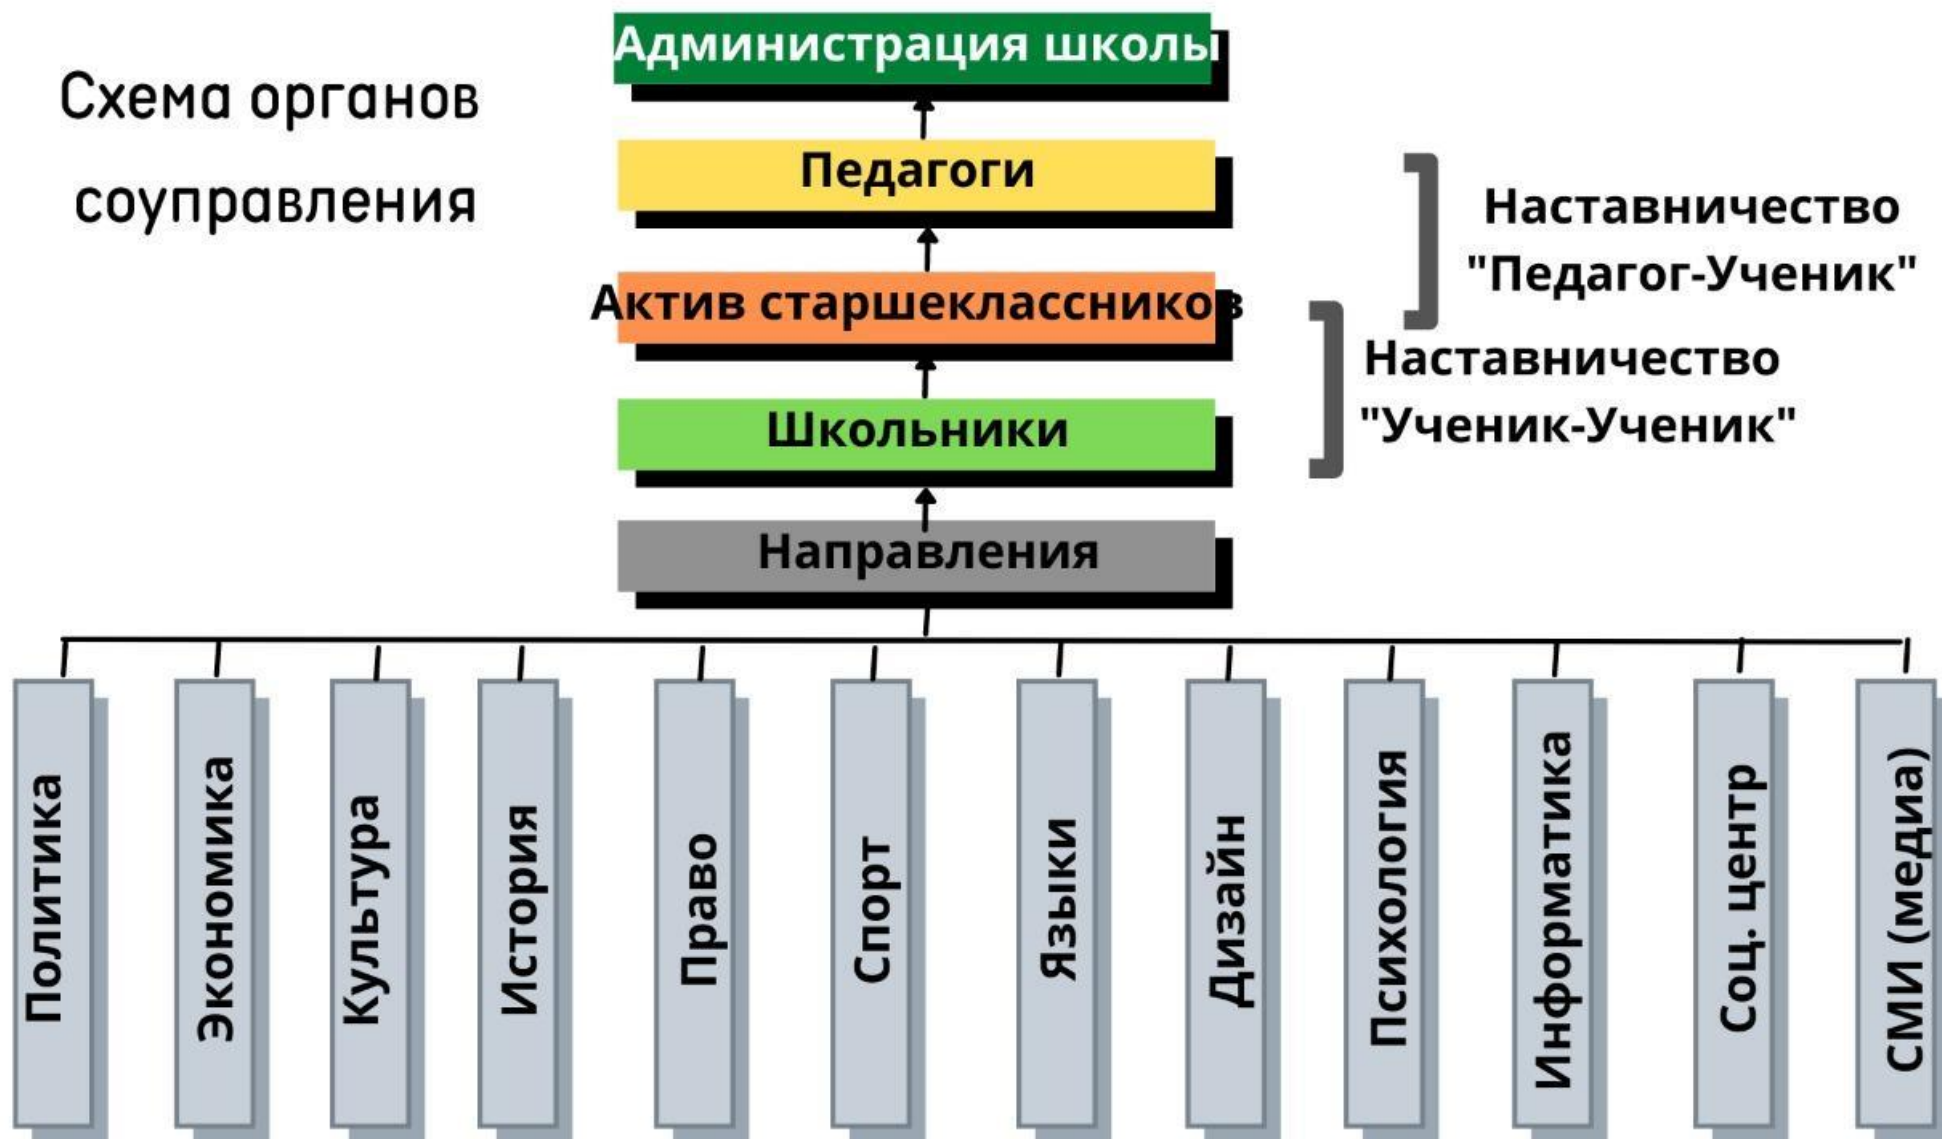 Схема органов
соуправления
Администрация школы
Педагоги
Актив старшеклассников
Школьники
Направления
Наставничество
"Педагог-Ученик"
Наставничество
"Ученик-Ученик"
Политика
Экономика
Культура
История
Право
Спорт
Языки
Дизайн
Психология
Информатика
Соц. центр
СМИ (медиа)